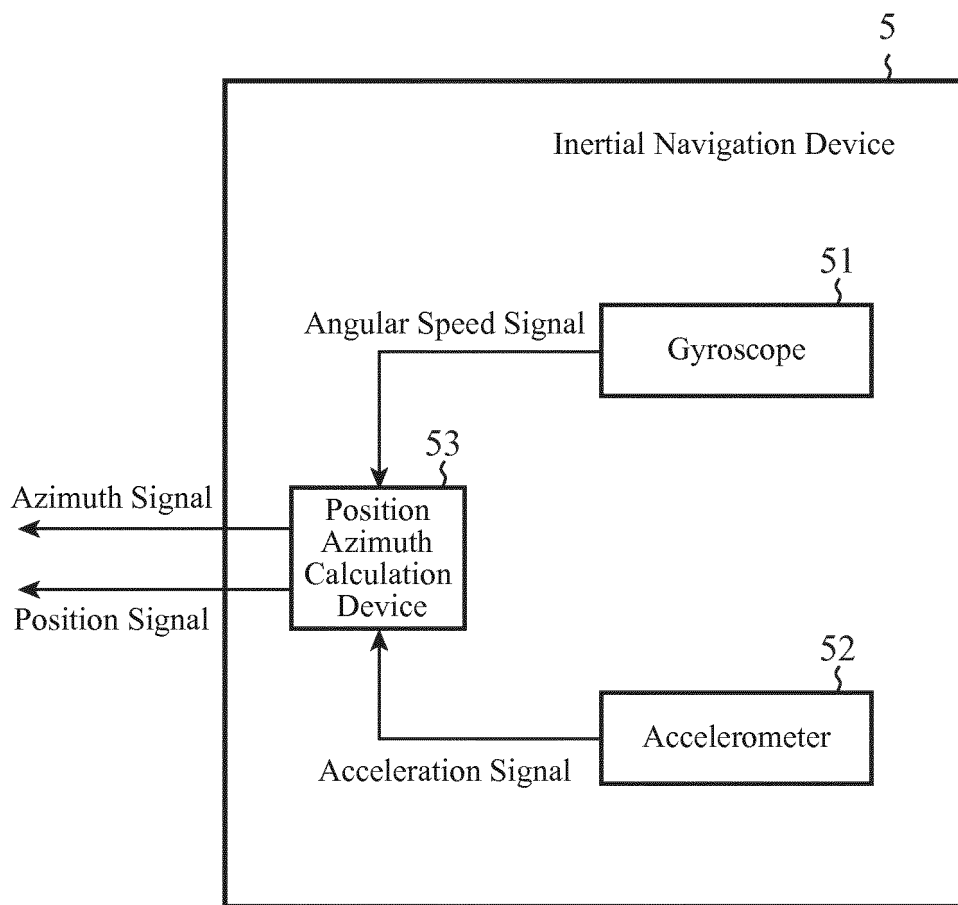 5
Inertial Navigation Device
51
Angular Speed Signal
Gyroscope
53
Azimuth Signal
Position
Azimuth
Calculation
Device
Position Signal
52
Accelerometer
Acceleration Signal